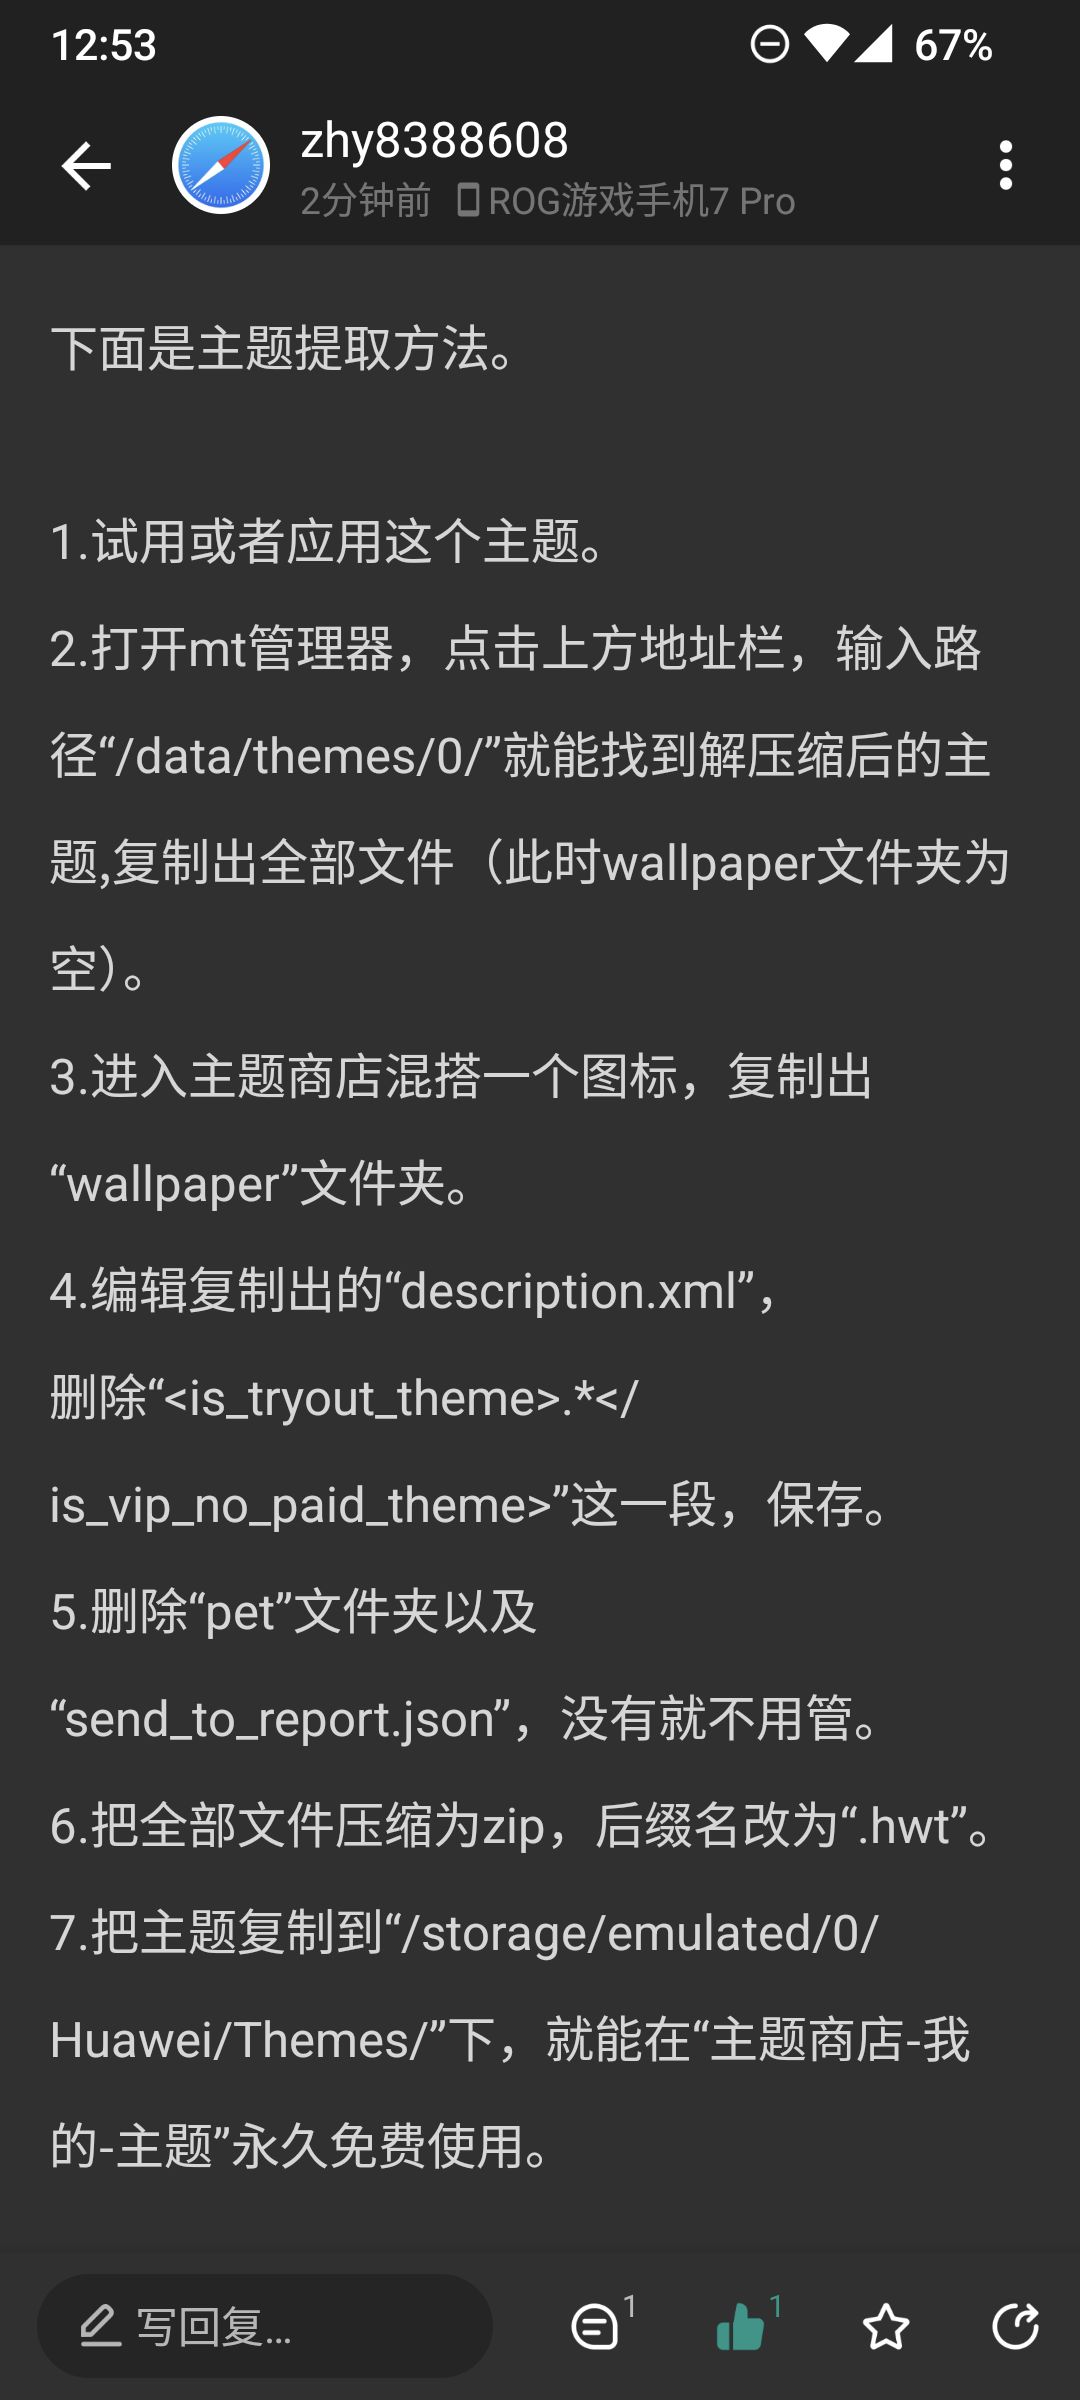 12:53
67%
zhy8388608
2分钟前 ROG游戏手机7 Pro
下面是主题提取方法。
1.试用或者应用这个主题。
2.打开mt管理器，点击上方地址栏，输入路
径“/data/themes/0/”就能找到解压缩后的主
题,复制出全部文件（此时wallpaper文件夹为
空）。
3.进入主题商店混搭一个图标，复制出
“wallpaper”文件夹。
4.编辑复制出的“description.xml”，
删除“<is_tryout_theme>.*</
is_vip_no_paid_theme>”这一段，保存。
5.删除“pet”文件夹以及
“send_to_report.json”，没有就不用管。
6.把全部文件压缩为zip，后缀名改为“.hwt”。
7.把主题复制到“/storage/emulated/0/
Huawei/Themes/”下，就能在“主题商店-我
的-主题”永久免费使用。
写回复...
1
1